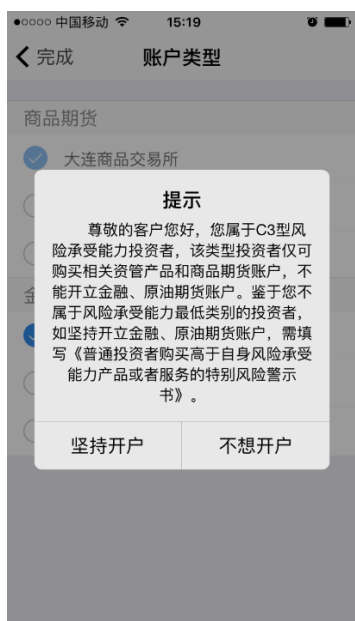 中国移动 15:19
完成 账户类型
商品期货
大连商品交易所
提示
尊敬的客户您好，您属于C3型风
险承受能力投资者，该类型投资者仅可
购买相关资管产品和商品期货账户，不
能开立金融、原油期货账户。鉴于您不
属于风险承受能力最低类别的投资者，
如坚持开立金融、原油期货账户，需填
写《普通投资者购买高于自身风险承受
能力产品或者服务的特别风险警示
书》。
坚持开户 不想开户